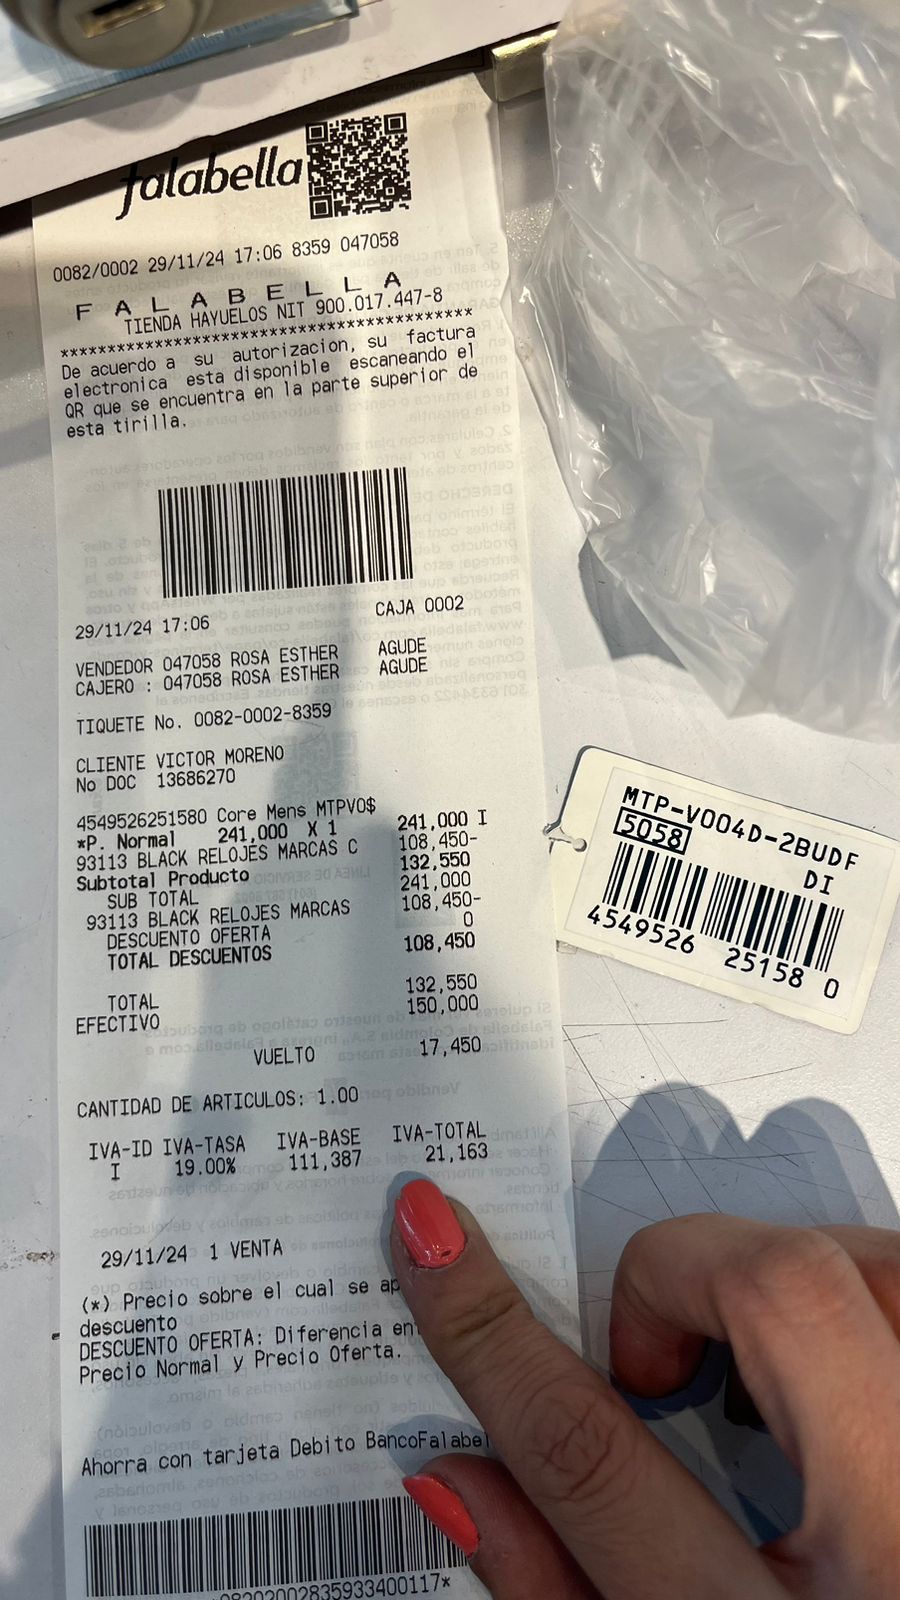 falabella
0082/0002 29/11/24 17:06 8359 047058
F A L A B E L L A
TIENDA HAYUELOS NIT 900.017.447-8
******************************************
De acuerdo a su autorizacion, su factura
electronica esta disponible escaneando el
QR que se encuentra en la parte superior de
esta tirilla.
29/11/24 17:06 CAJA 0002
VENDEDOR 047058 ROSA ESTHER AGUDE
CAJERO : 047058 ROSA ESTHER AGUDE
TIQUETE No. 0082-0002-8359
CLIENTE VICTOR MORENO
No DOC 13686270
4549526251580 Core Mens MTPV0$ 241,000 I
*P. Normal 241,000 X 1
93113 BLACK RELOJES MARCAS C 108,450-
Subtotal Producto 132,550
SUB TOTAL 241,000
93113 BLACK RELOJES MARCAS 108,450-
DESCUENTO OFERTA 0
TOTAL DESCUENTOS 108,450
TOTAL 132,550
EFECTIVO 150,000
VUELTO 17,450
CANTIDAD DE ARTICULOS: 1.00
IVA-ID IVA-TASA IVA-BASE IVA-TOTAL
I 19.00% 111,387 21,163
29/11/24 1 VENTA
(*) Precio sobre el cual se ap
descuento
DESCUENTO OFERTA: Diferencia en
Precio Normal y Precio Oferta.
Ahorra con tarjeta Debito BancoFalabel
MTP-V004D-2BUDF
5058 DI
4549526 25158 0